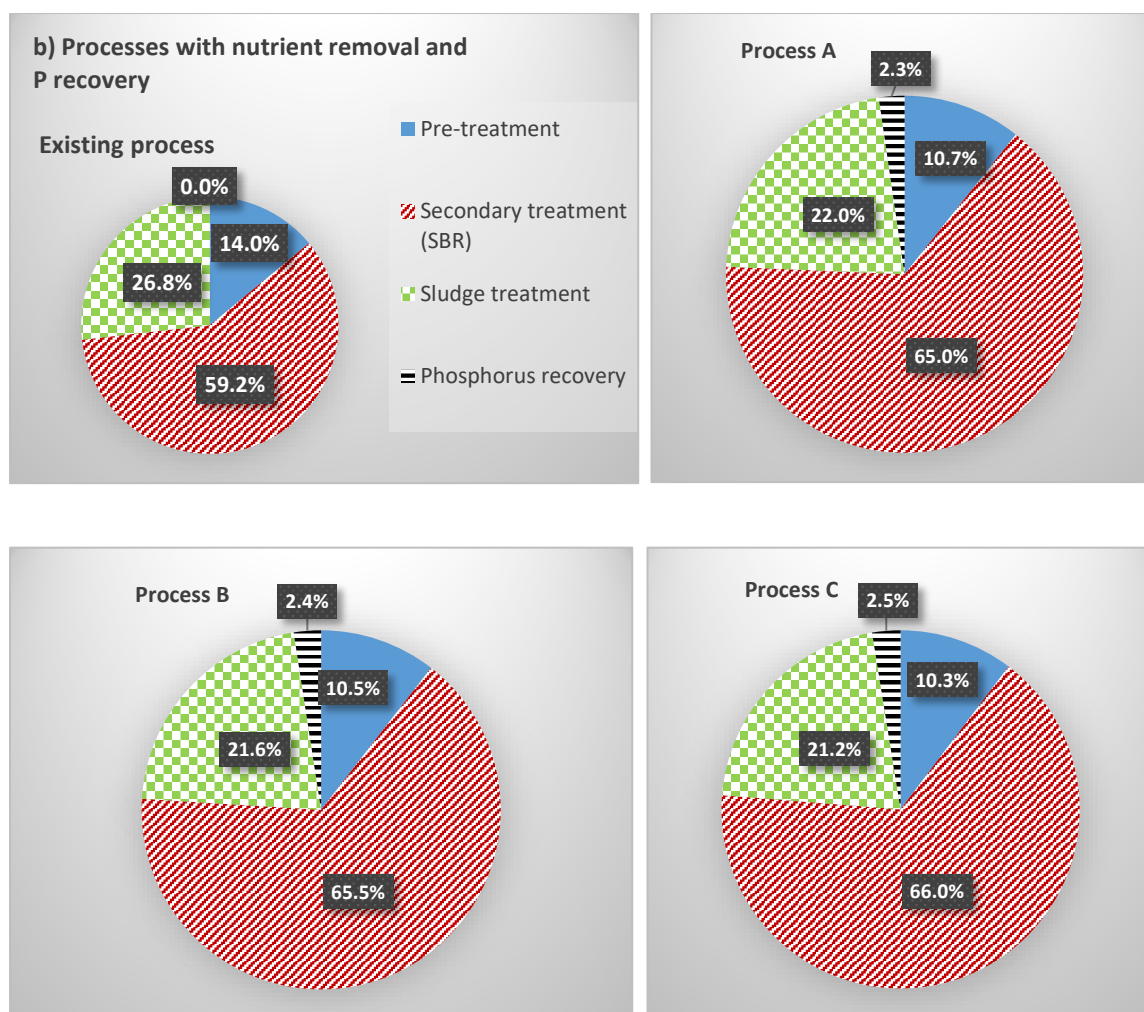 b) Processes with nutrient removal and
P recovery
Existing process
0.0%
14.0%
26.8%
59.2%
Pre-treatment
Secondary treatment
(SBR)
Sludge treatment
Phosphorus recovery
Process A
2.3%
10.7%
22.0%
65.0%
Process B
2.4%
10.5%
21.6%
65.5%
Process C
2.5%
10.3%
21.2%
66.0%